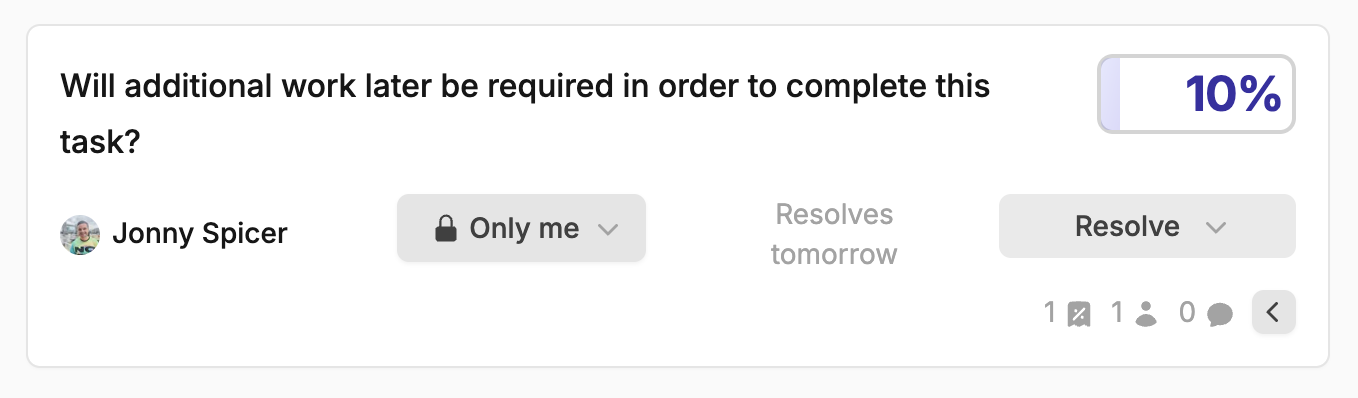 Will additional work later be required in order to complete this
task?
10%
Jonny Spicer
Only me
Resolves
tomorrow
Resolve
1 1 0